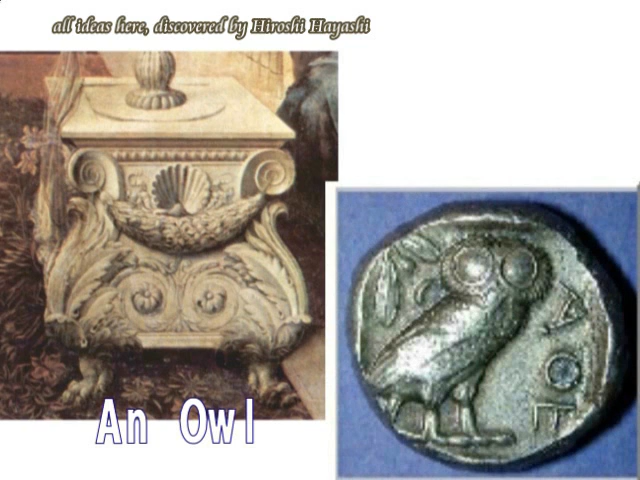 all ideas here, discovered by Hiroshi Hayashi
An Owl
ΑΘΕ